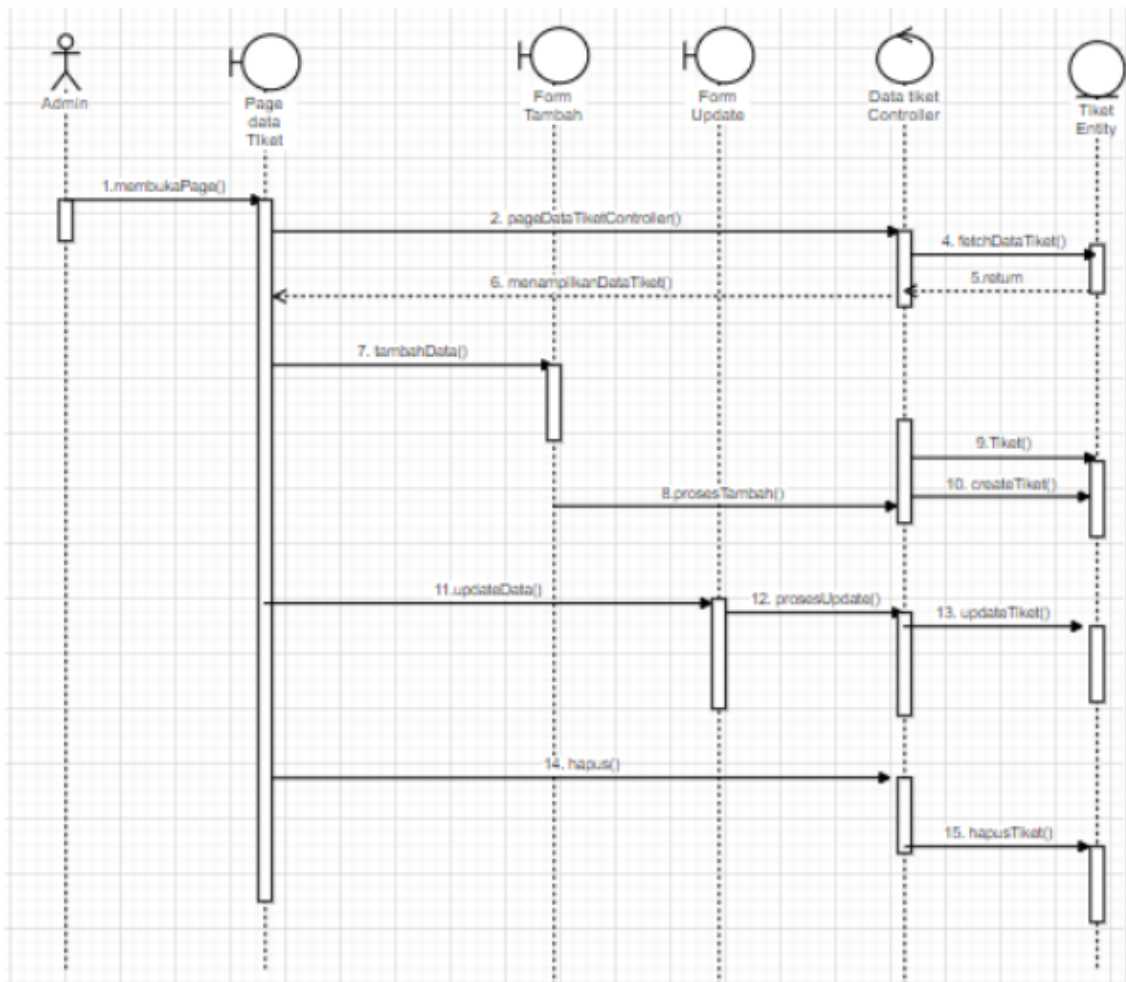 Admin
Page
data
TIket
Form
Tambah
Form
Update
Data tiket
Controller
Tiket
Entity
1.membukaPage()
2. pageDataTiketController()
4. fetchDataTiket()
5.return
6. menampilkanDataTiket()
7. tambahData()
9.Tiket()
10. createTiket()
8.prosesTambah()
11.updateData()
12. prosesUpdate()
13. updateTiket()
14. hapus()
15. hapusTiket()